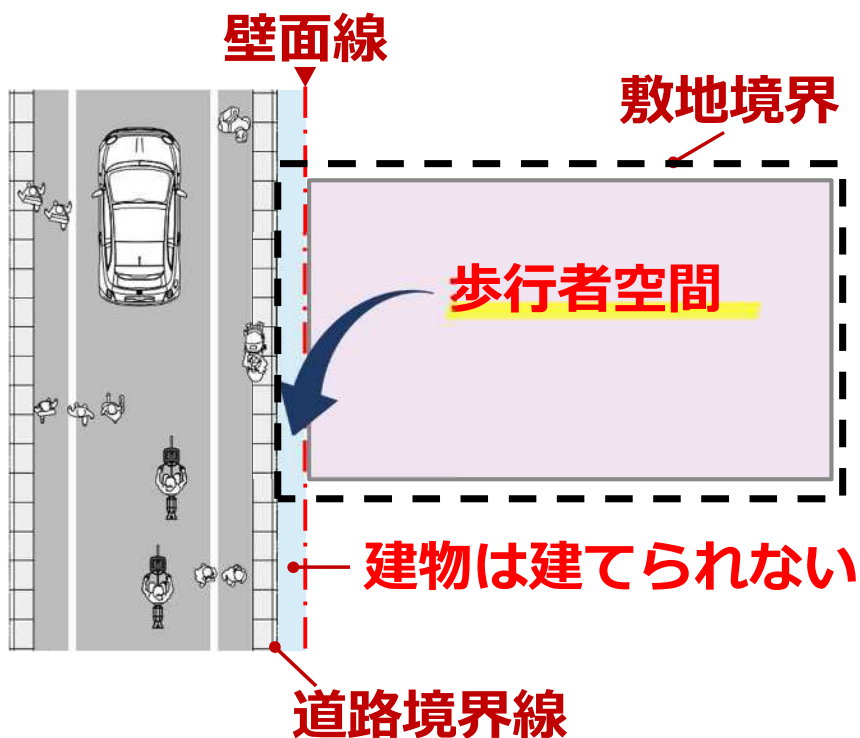 壁面線
敷地境界
歩行者空間
建物は建てられない
道路境界線